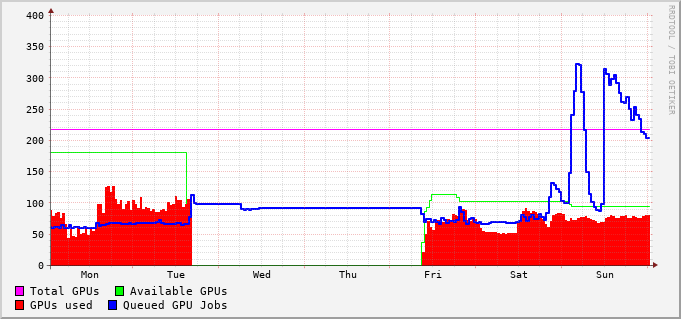 400
350
300
250
200
150
100
50
0
Mon Tue Wed Thu Fri Sat Sun
RRDTOOL / TOBI OETIKER
Total GPUs Available GPUs
GPUs used Queued GPU Jobs